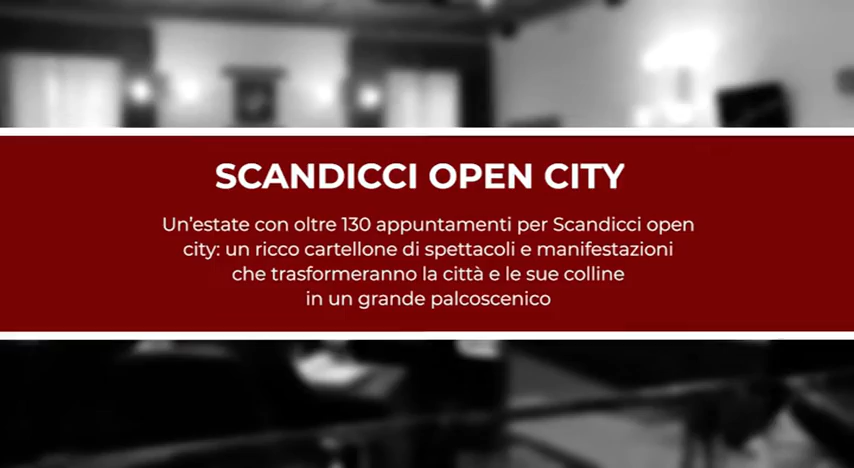 SCANDICCI OPEN CITY
Un’estate con oltre 130 appuntamenti per Scandicci open
city: un ricco cartellone di spettacoli e manifestazioni
che trasformeranno la città e le sue colline
in un grande palcoscenico